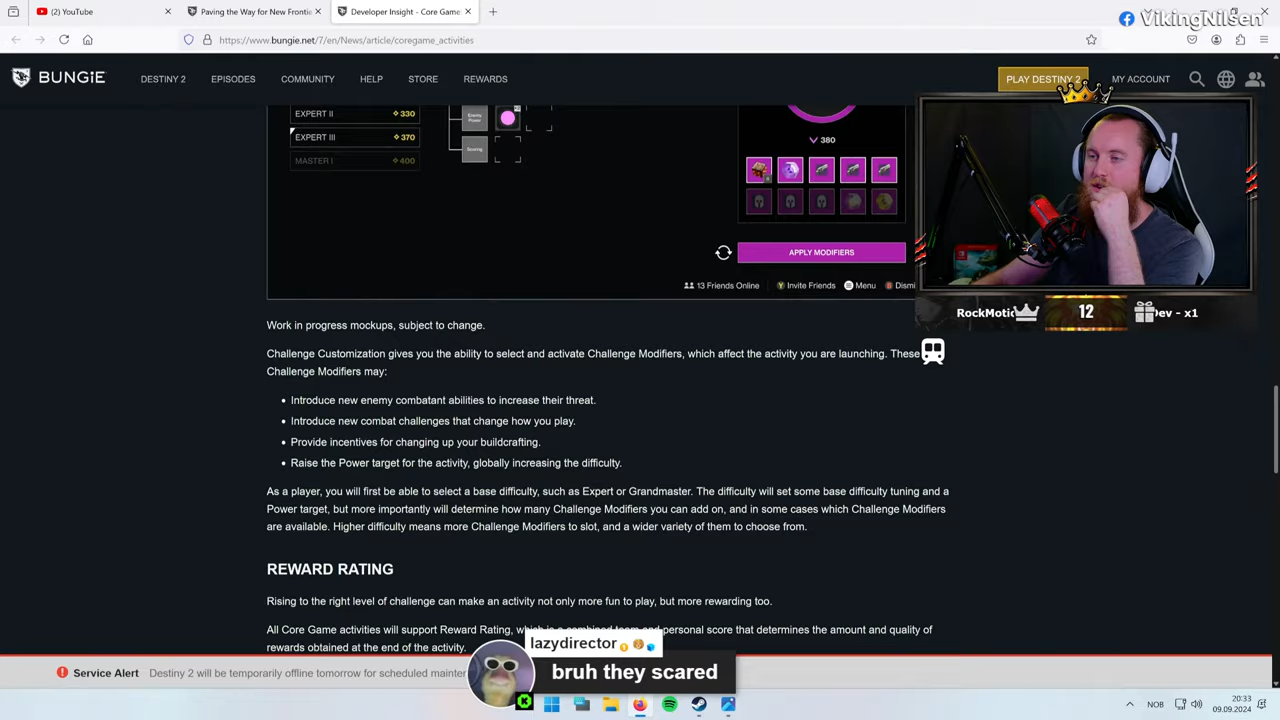 (2) YouTube
Paving the Way for New Frontie
Developer Insight - Core Game
VikingNilsen
https://www.bungie.net/7/en/News/article/coregame_activities
BUNGiE
DESTINY 2
EPISODES
COMMUNITY
HELP
STORE
REWARDS
PLAY DESTINY 2
MY ACCOUNT
EXPERT II
330
EXPERT III
370
MASTER I
400
Enemy
Power
Scoring
380
APPLY MODIFIERS
13 Friends Online
Invite Friends
Menu
Dismi
RockMotic
12
Dev - x1
Work in progress mockups, subject to change.
Challenge Customization gives you the ability to select and activate Challenge Modifiers, which affect the activity you are launching. These
Challenge Modifiers may:
• Introduce new enemy combatant abilities to increase their threat.
• Introduce new combat challenges that change how you play.
• Provide incentives for changing up your buildcrafting.
• Raise the Power target for the activity, globally increasing the difficulty.
As a player, you will first be able to select a base difficulty, such as Expert or Grandmaster. The difficulty will set some base difficulty tuning and a
Power target, but more importantly will determine how many Challenge Modifiers you can add on, and in some cases which Challenge Modifiers
are available. Higher difficulty means more Challenge Modifiers to slot, and a wider variety of them to choose from.
REWARD RATING
Rising to the right level of challenge can make an activity not only more fun to play, but more rewarding too.
All Core Game activities will support Reward Rating, which is a combined team and personal score that determines the amount and quality of
rewards obtained at the end of the activity.
lazydirector
bruh they scared
Service Alert
Destiny 2 will be temporarily offline tomorrow for scheduled mainter
NOB
20:33
09.09.2024